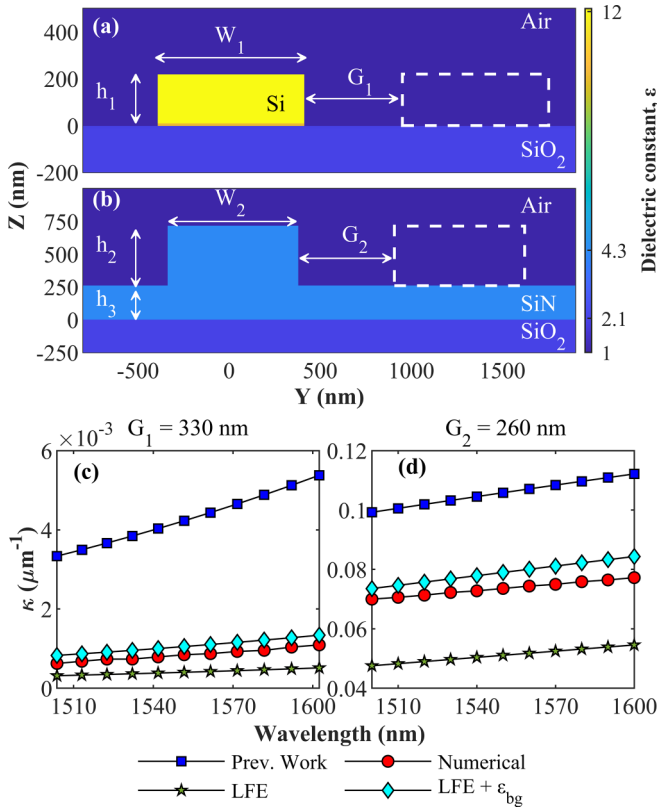 (a)
W1
Air
h1
Si
G1
SiO2
500
400
200
0
-200
(b)
W2
Air
h2
G2
h3
SiN
SiO2
750
500
250
0
-250
Z (nm)
-500 0 500 1000 1500
Y (nm)
12
4.3
2.1
1
Dielectric constant, ε
G1 = 330 nm
×10-3
(c)
6
4
2
0
κ (μm-1)
1510 1540 1570 1600
G2 = 260 nm
(d)
0.12
0.1
0.08
0.06
0.04
1510 1540 1570 1600
Wavelength (nm)
Prev. Work
Numerical
LFE
LFE + εbg